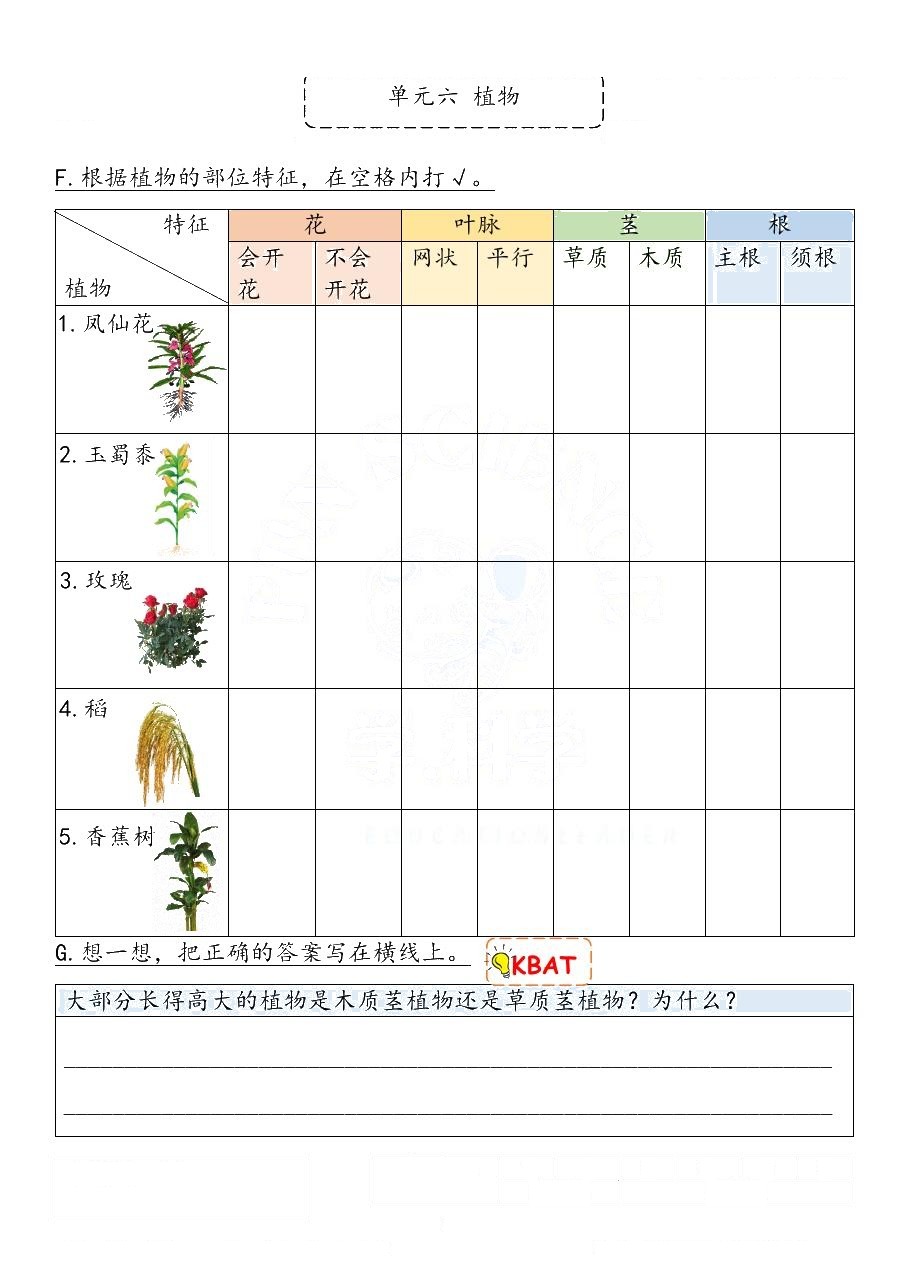 单元六 植物
F. 根据植物的部位特征，在空格内打√。
特征 花 叶脉 茎 根
植物 会开花 不会开花 网状 平行 草质 木质 主根 须根
1. 凤仙花
2. 玉蜀黍
3. 玫瑰
4. 稻
5. 香蕉树
EDUCATION LEADER
G. 想一想，把正确的答案写在横线上。 KBAT
大部分长得高大的植物是木质茎植物还是草质茎植物？为什么？